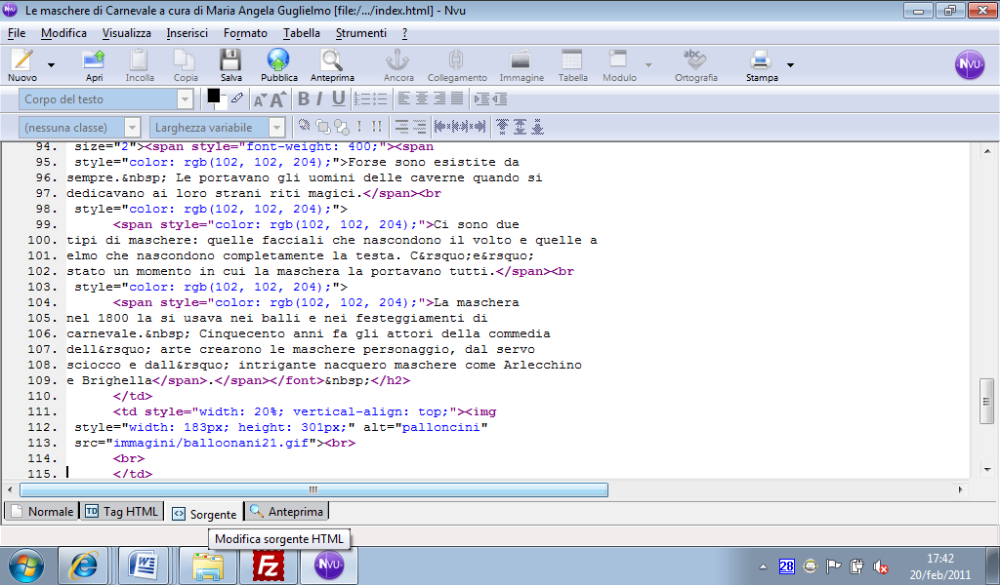 Le maschere di Carnevale a cura di Maria Angela Guglielmo [file:/.../index.html] - Nvu
File Modifica Visualizza Inserisci Formato Tabella Strumenti ?
Nuovo Apri Incolla Copia Salva Pubblica Anteprima Ancora Collegamento Immagine Tabella Modulo Ortografia Stampa
Corpo del testo
(nessuna classe) Larghezza variabile
94. size="2"><span style="font-weight: 400;"><span
95. style="color: rgb(102, 102, 204);">Forse sono esistite da
96. sempre.&nbsp; Le portavano gli uomini delle caverne quando si
97. dedicavano ai loro strani riti magici.</span><br
98. style="color: rgb(102, 102, 204);">
99. <span style="color: rgb(102, 102, 204);">Ci sono due
100. tipi di maschere: quelle facciali che nascondono il volto e quelle a
101. elmo che nascondono completamente la testa. C&rsquo;e&rsquo;
102. stato un momento in cui la maschera la portavano tutti.</span><br
103. style="color: rgb(102, 102, 204);">
104. <span style="color: rgb(102, 102, 204);">La maschera
105. nel 1800 la si usava nei balli e nei festeggiamenti di
106. carnevale.&nbsp; Cinquecento anni fa gli attori della commedia
107. dell&rsquo; arte crearono le maschere personaggio, dal servo
108. sciocco e dall&rsquo; intrigante nacquero maschere come Arlecchino
109. e Brighella</span>.</span></font>&nbsp;</h2>
110. </td>
111. <td style="width: 20%; vertical-align: top;"><img
112. style="width: 183px; height: 301px;" alt="palloncini"
113. src="immagini/balloonani21.gif"><br>
114. <br>
115. </td>
Normale Tag HTML Sorgente Anteprima
Modifica sorgente HTML
28 17:42
20/feb/2011